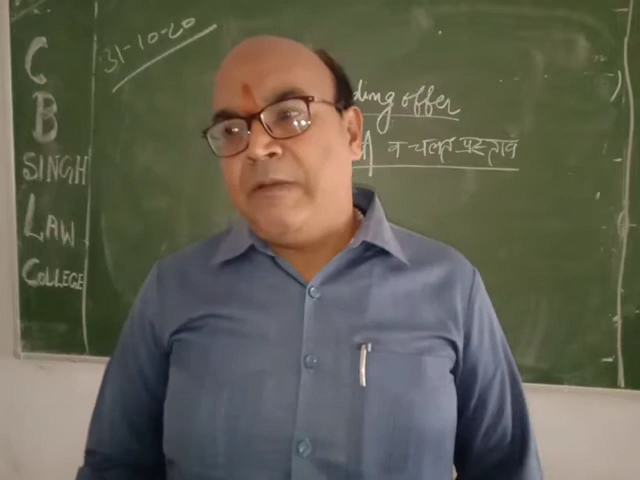 C
B
SINGH
LAW
COLLEGE
31-10-20
ding offer
A व चलत प्रस्ताव